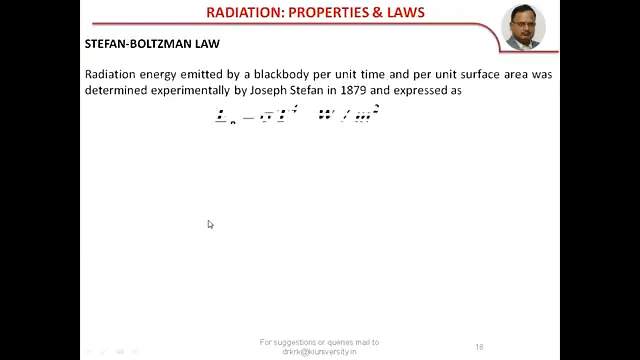 RADIATION: PROPERTIES & LAWS
STEFAN-BOLTZMAN LAW
Radiation energy emitted by a blackbody per unit time and per unit surface area was
determined experimentally by Joseph Stefan in 1879 and expressed as
For suggestions or queries mail to
drkrk@kluniversity.in
18